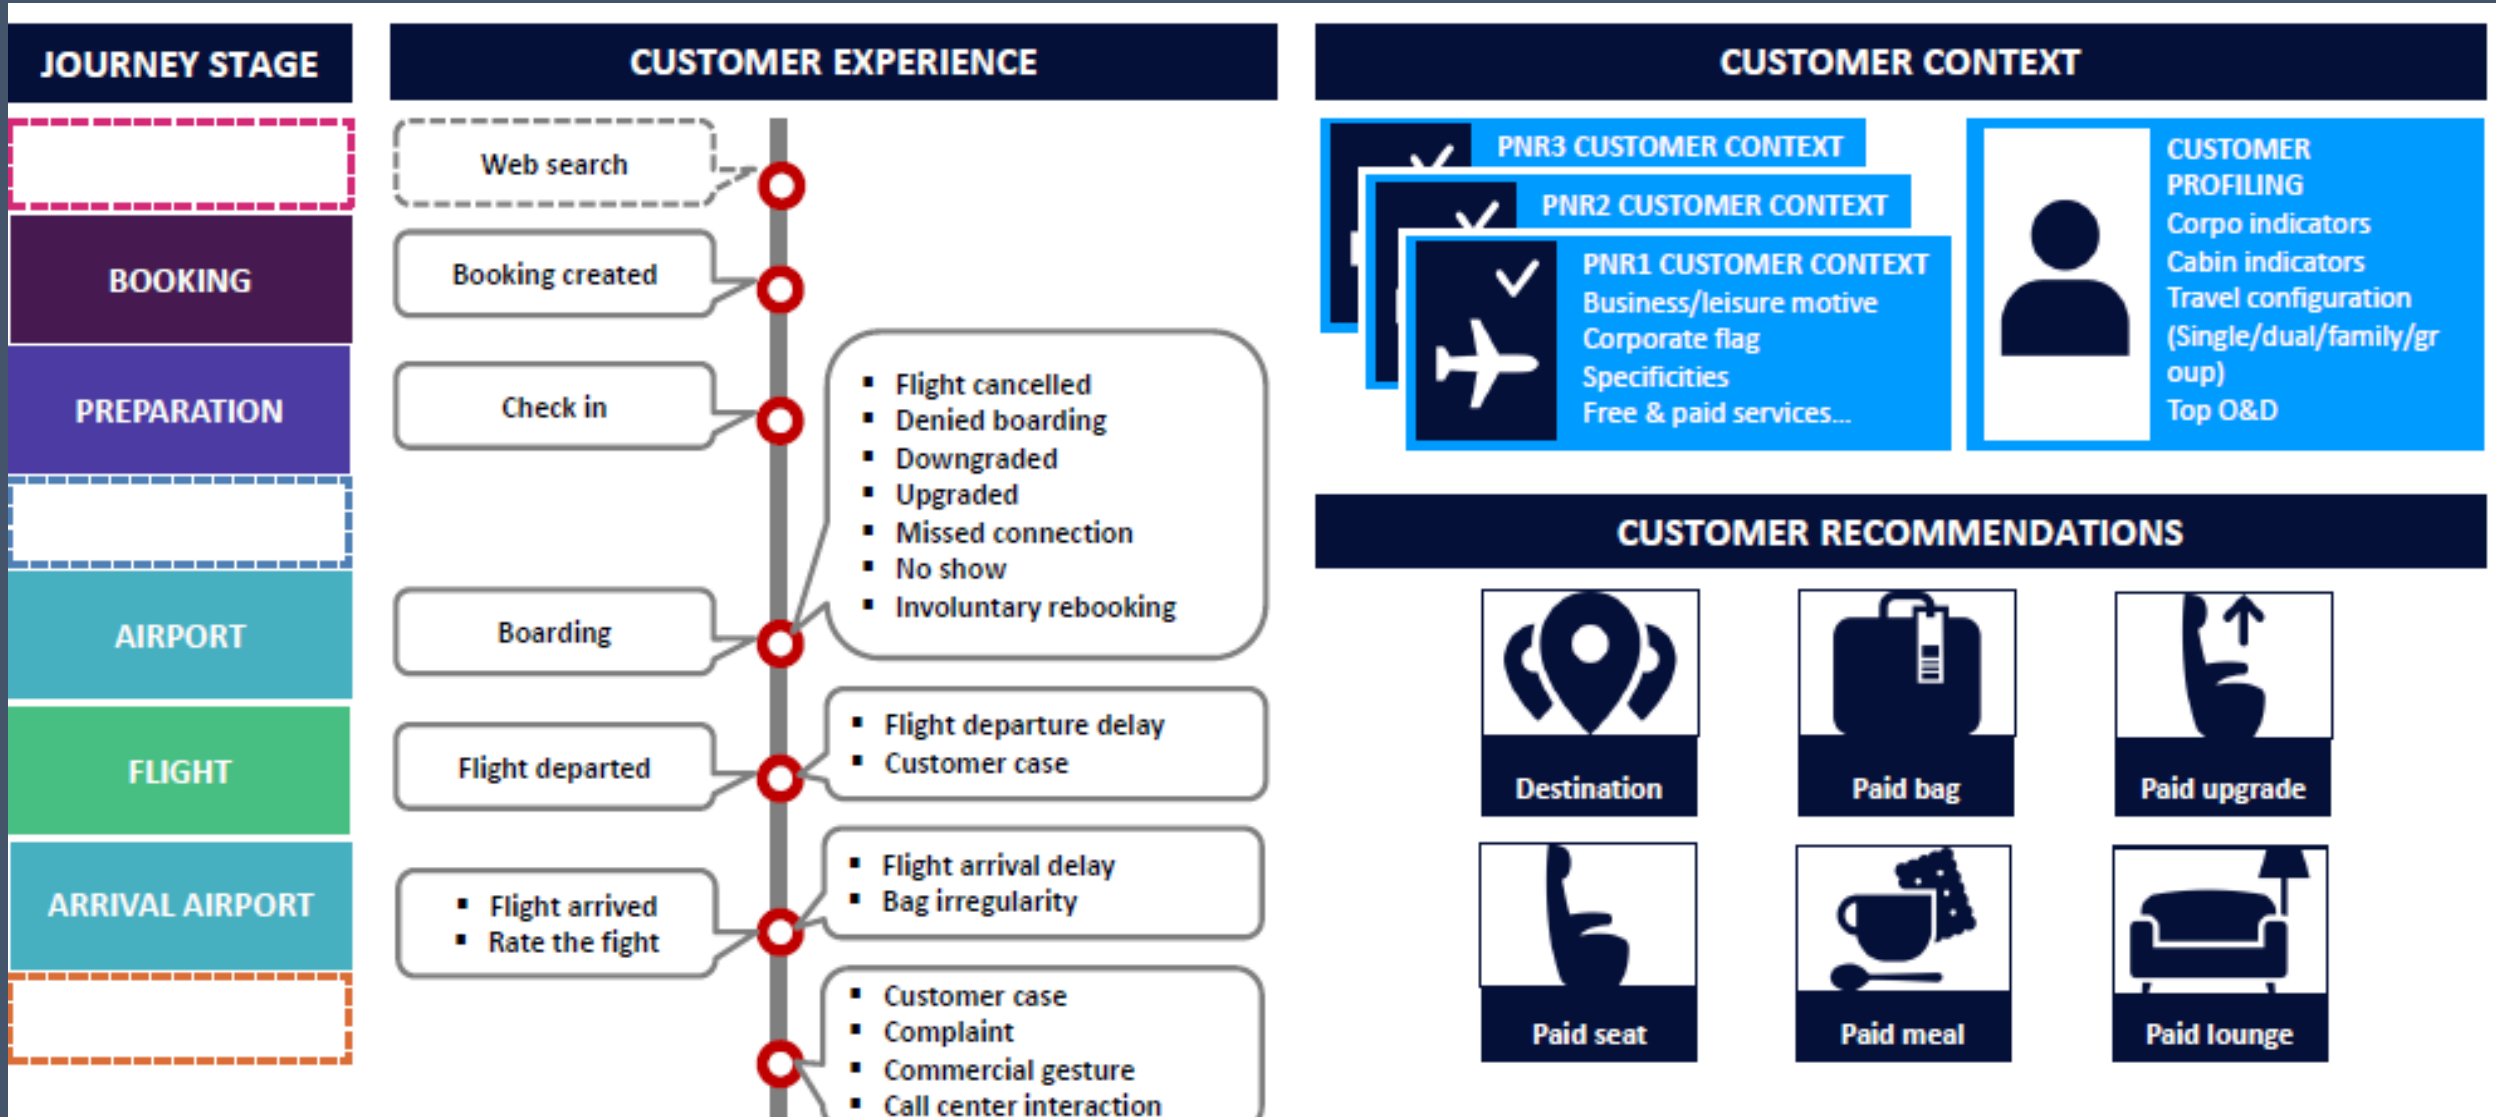 JOURNEY STAGE
BOOKING
PREPARATION
AIRPORT
FLIGHT
ARRIVAL AIRPORT
CUSTOMER EXPERIENCE
Web search
Booking created
Check in
▪ Flight cancelled
▪ Denied boarding
▪ Downgraded
▪ Upgraded
▪ Missed connection
▪ No show
▪ Involuntary rebooking
Boarding
Flight departed
▪ Flight departure delay
▪ Customer case
▪ Flight arrived
▪ Rate the fight
▪ Flight arrival delay
▪ Bag irregularity
▪ Customer case
▪ Complaint
▪ Commercial gesture
▪ Call center interaction
CUSTOMER CONTEXT
PNR3 CUSTOMER CONTEXT
PNR2 CUSTOMER CONTEXT
PNR1 CUSTOMER CONTEXT
Business/leisure motive
Corporate flag
Specificities
Free & paid services...
CUSTOMER
PROFILING
Corpo indicators
Cabin indicators
Travel configuration
(Single/dual/family/gr
oup)
Top O&D
CUSTOMER RECOMMENDATIONS
Destination
Paid bag
Paid upgrade
Paid seat
Paid meal
Paid lounge